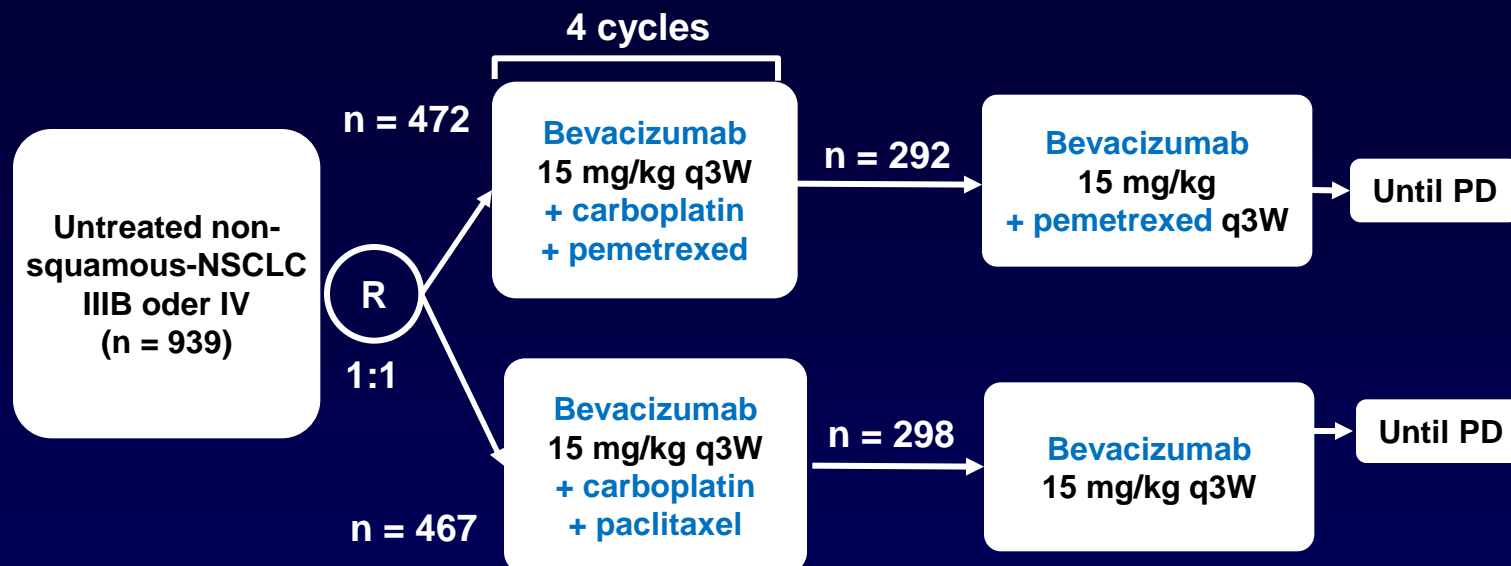 4 cycles
n = 472
Untreated non-
squamous-NSCLC
IIIB oder IV
(n = 939)
R
1:1
Bevacizumab
15 mg/kg q3W
+ carboplatin
+ pemetrexed
n = 292
Bevacizumab
15 mg/kg
+ pemetrexed q3W
Until PD
n = 467
Bevacizumab
15 mg/kg q3W
+ carboplatin
+ paclitaxel
n = 298
Bevacizumab
15 mg/kg q3W
Until PD